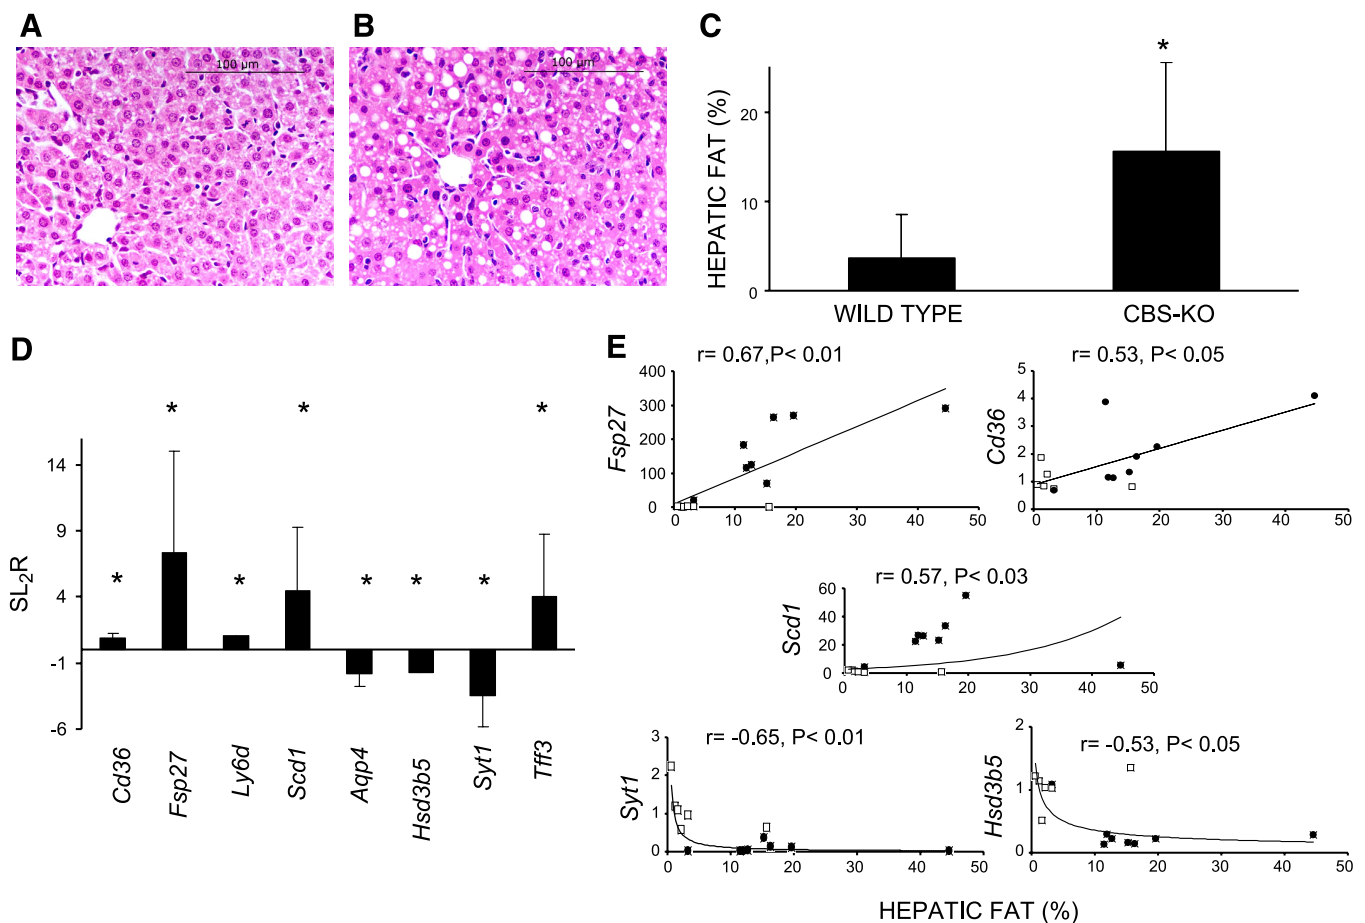 A
B
C
100 µm
100 µm
*
HEPATIC FAT (%)
20
10
0
WILD TYPE
CBS-KO
D
* * * * * * * *
SL2R
14
9
4
-1
-6
Cd36
Fsp27
Ly6d
Scd1
Aqp4
Hsd3b5
Syt1
Tff3
E
r= 0.67,P< 0.01
Fsp27
400
300
200
100
0
0 10 20 30 40 50
r= 0.53, P< 0.05
Cd36
5
4
3
2
1
0
0 10 20 30 40 50
r= 0.57, P< 0.03
Scd1
60
40
20
0
0 10 20 30 40 50
r= -0.65, P< 0.01
Syt1
3
2
1
0
0 10 20 30 40 50
r= -0.53, P< 0.05
Hsd3b5
2
1
0
0 10 20 30 40 50
HEPATIC FAT (%)